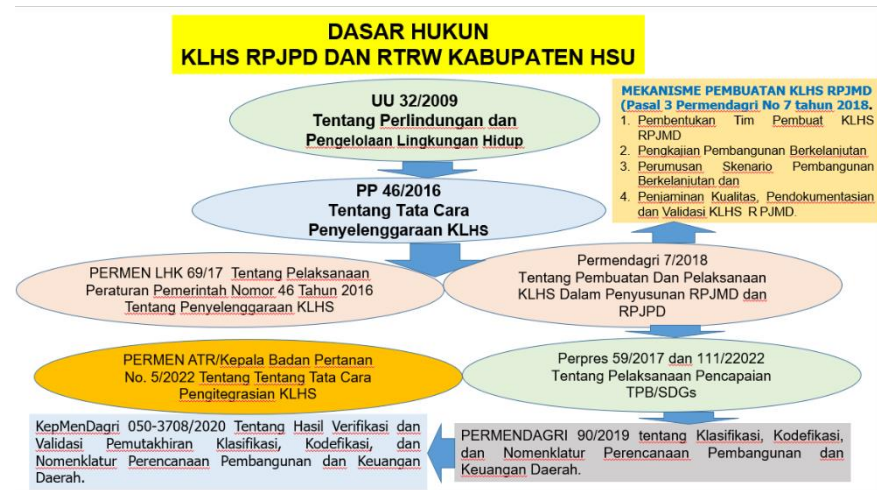 DASAR HUKUM
KLHS RPJPD DAN RTRW KABUPATEN HSU
UU 32/2009
Tentang Perlindungan dan
Pengelolaan Lingkungan Hidup
MEKANISME PEMBUATAN KLHS RPJMD
(Pasal 3 Permendagri No 7 tahun 2018.
1. Pembentukan Tim Pembuat KLHS
RPJMD
2. Pengkajian Pembangunan Berkelanjutan
3. Perumusan Skenario Pembangunan
Berkelanjutan dan
4. Penjaminan Kualitas, Pendokumentasian
dan Validasi KLHS R PJMD.
PP 46/2016
Tentang Tata Cara
Penyelenggaraan KLHS
PERMEN LHK 69/17 Tentang Pelaksanaan
Peraturan Pemerintah Nomor 46 Tahun 2016
Tentang Penyelenggaraan KLHS
Permendagri 7/2018
Tentang Pembuatan Dan Pelaksanaan
KLHS Dalam Penyusunan RPJMD dan
RPJPD
PERMEN ATR/Kepala Badan Pertanan
No. 5/2022 Tentang Tentang Tata Cara
Pengitegrasian KLHS
Perpres 59/2017 dan 111/22022
Tentang Pelaksanaan Pencapaian
TPB/SDGs
KepMenDagri 050-3708/2020 Tentang Hasil Verifikasi dan
Validasi Pemutakhiran Klasifikasi, Kodefikasi, dan
Nomenklatur Perencanaan Pembangunan dan Keuangan
Daerah.
PERMENDAGRI 90/2019 tentang Klasifikasi, Kodefikasi,
dan Nomenklatur Perencanaan Pembangunan dan
Keuangan Daerah.